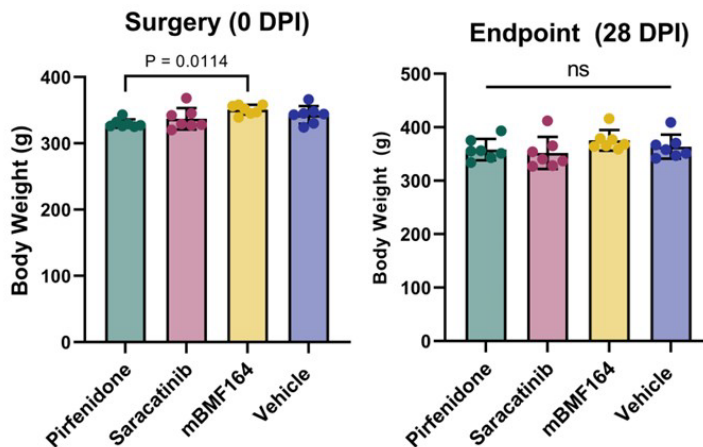 Surgery (0 DPI)
P = 0.0114
Body Weight (g)
400
300
200
100
0
Pirfenidone
Saracatinib
mBMF164
Vehicle
Endpoint (28 DPI)
ns
Body Weight (g)
500
400
300
200
100
0
Pirfenidone
Saracatinib
mBMF164
Vehicle